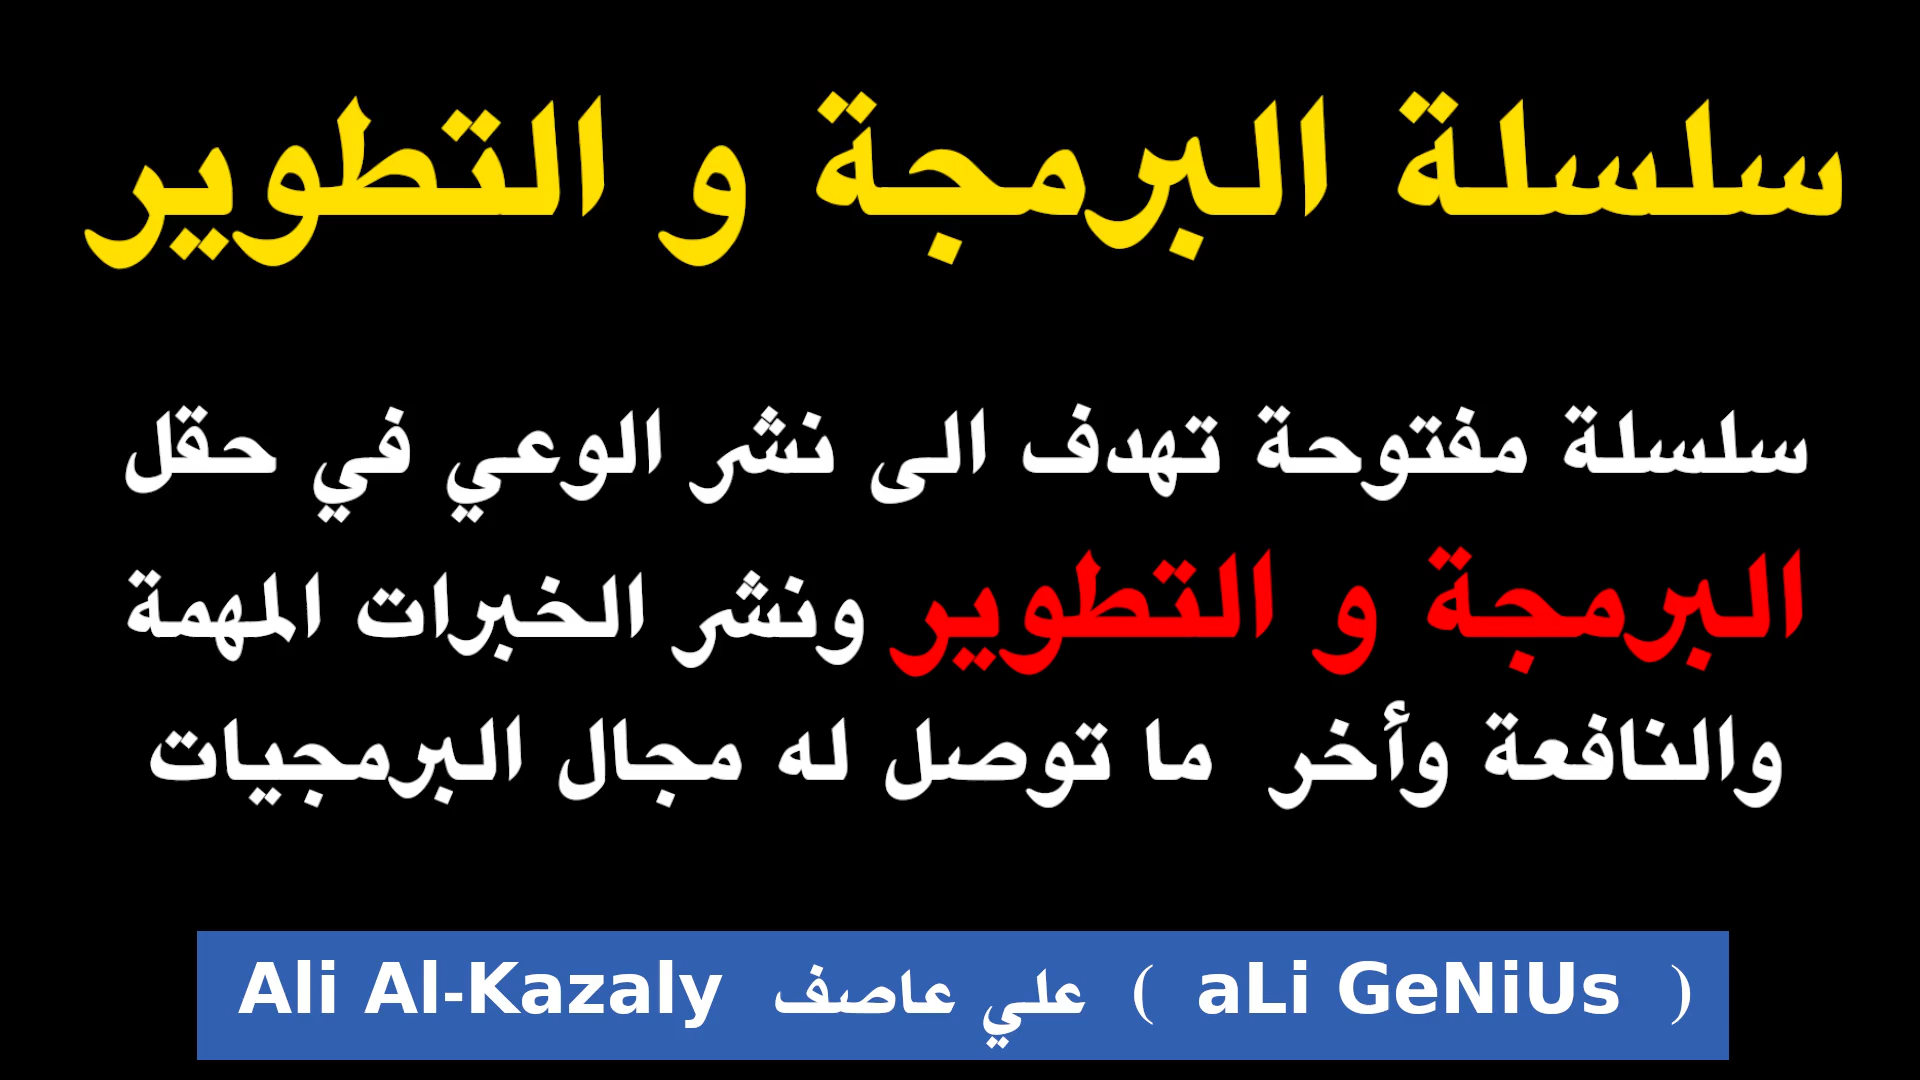 سلسلة البرمجة و التطوير
سلسلة مفتوحة تهدف الى نشر الوعي في حقل
البرمجة و التطوير ونشر الخبرات المهمة
والنافعة وأخر ما توصل له مجال البرمجيات
( aLi GeNiUs ) علي عاصف Ali Al-Kazaly